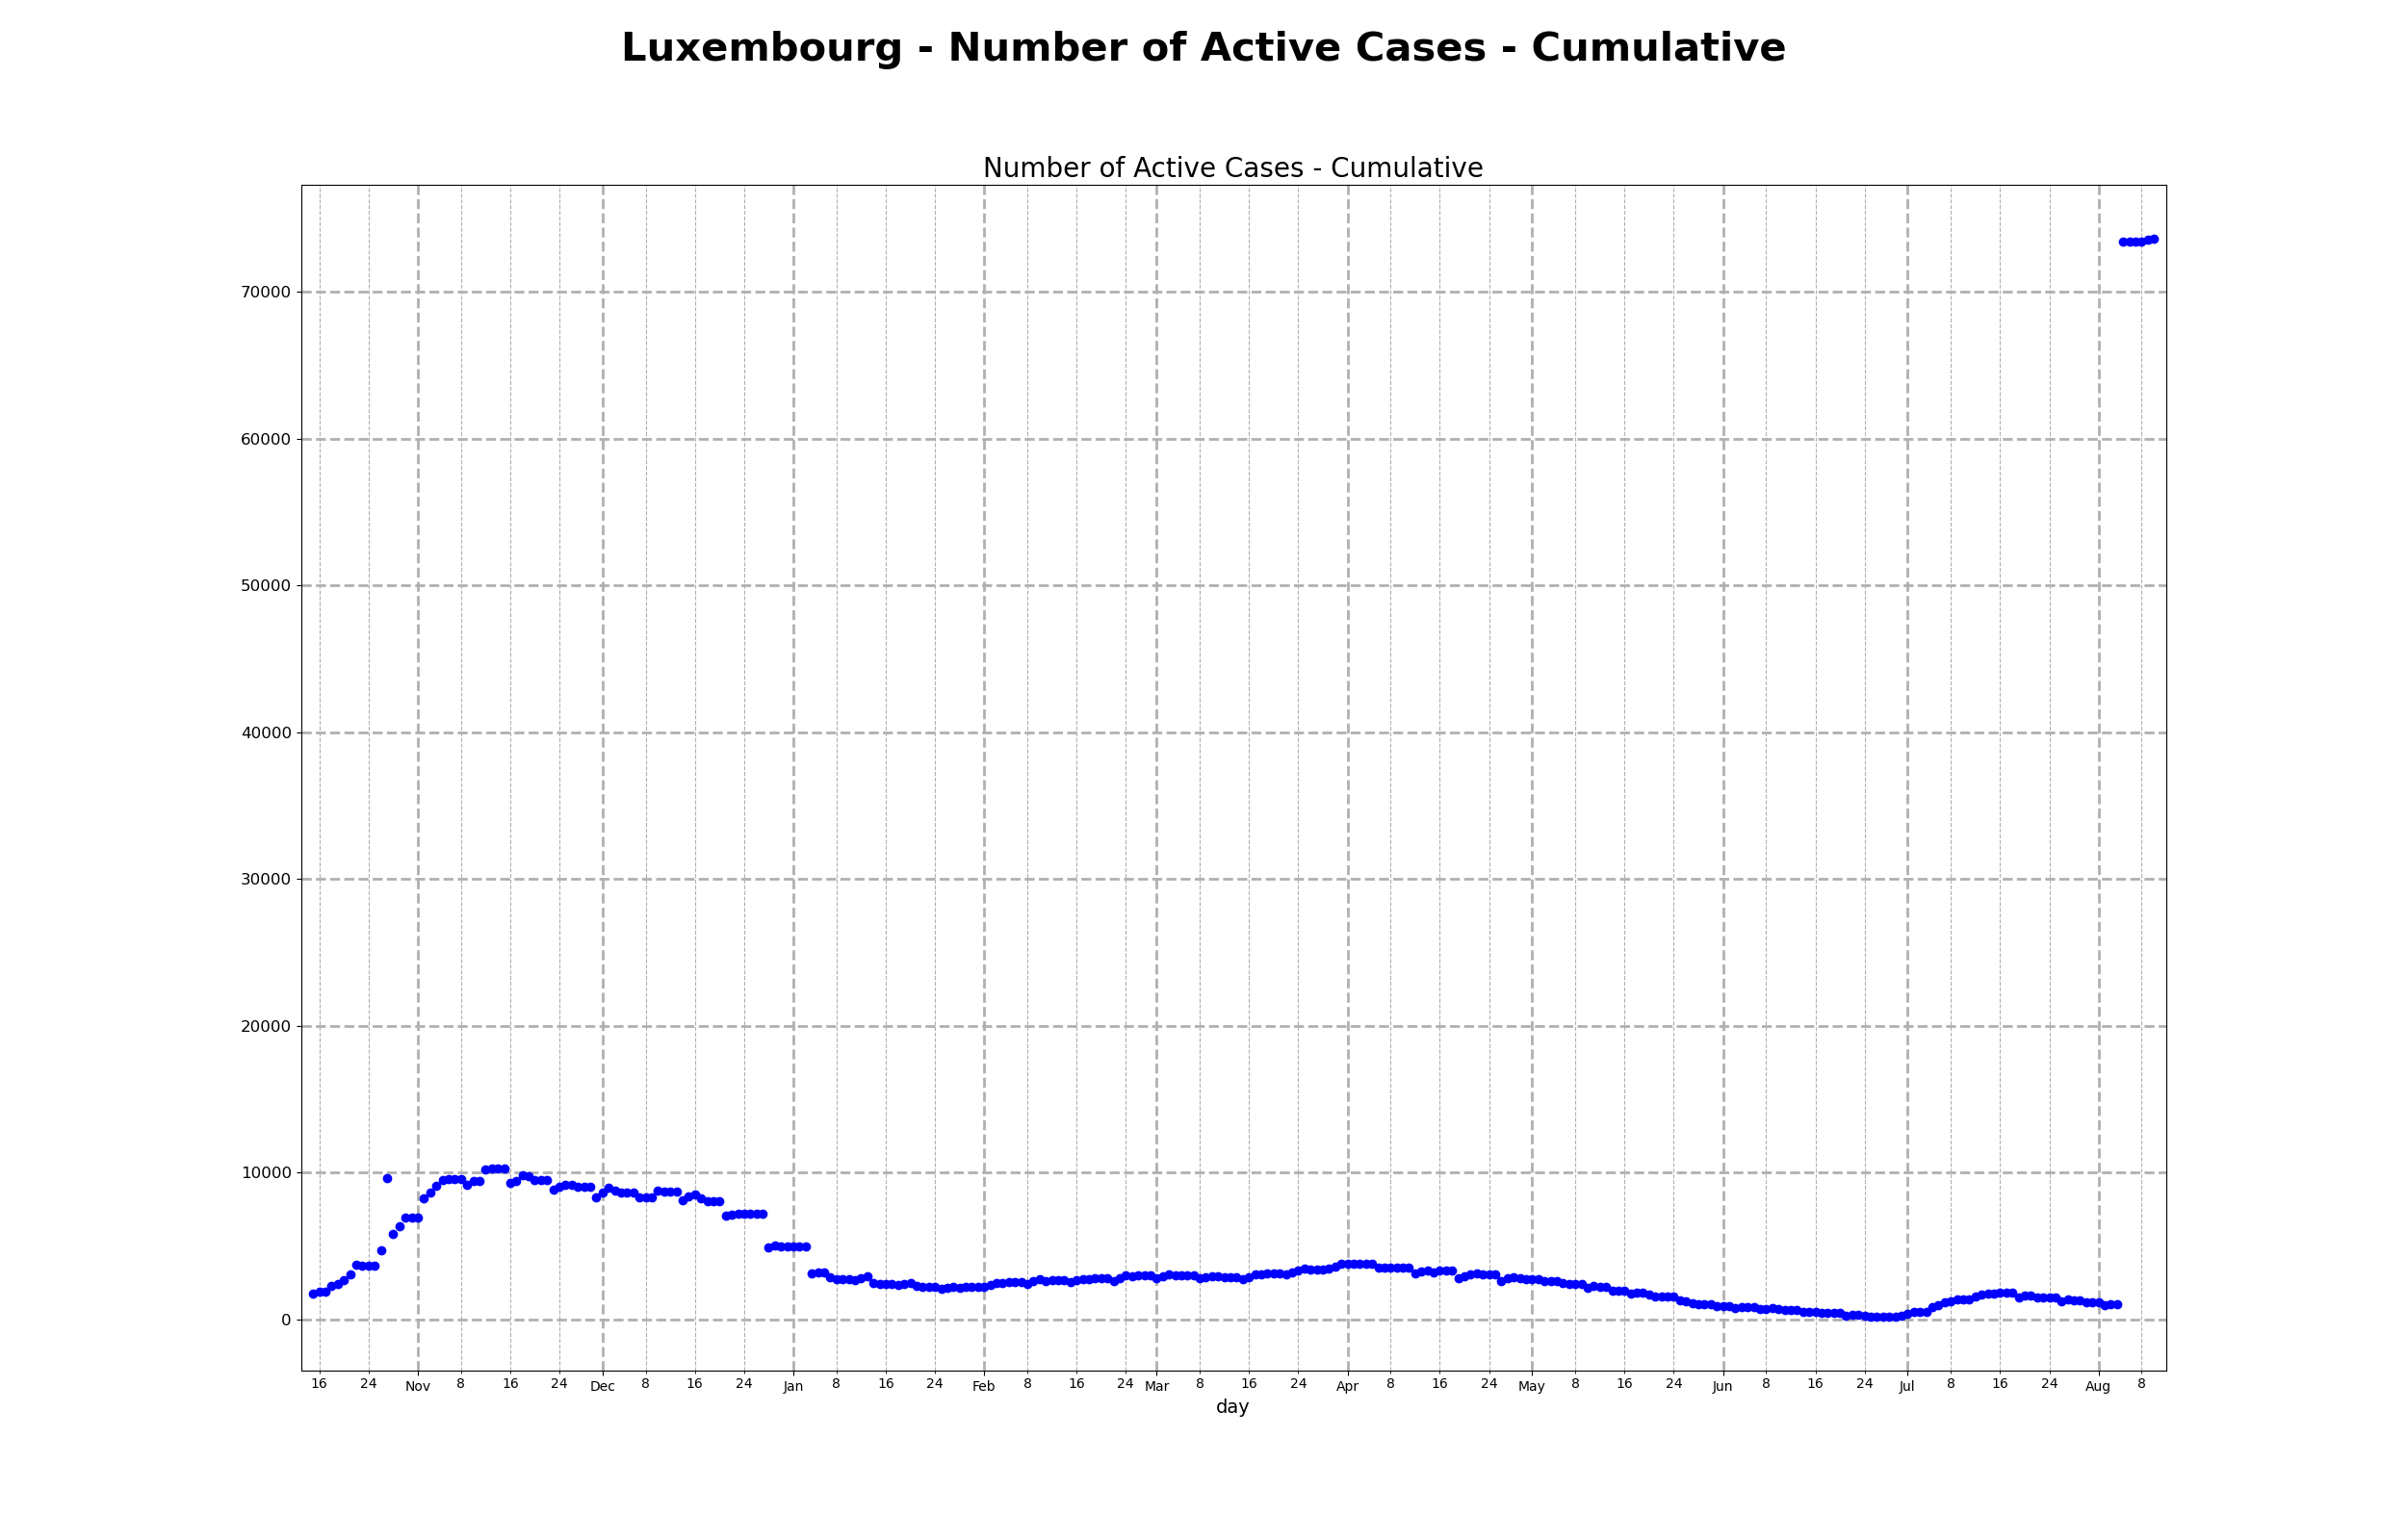 Luxembourg - Number of Active Cases - Cumulative
Number of Active Cases - Cumulative
70000
60000
50000
40000
30000
20000
10000
0
16 24 Nov 8 16 24 Dec 8 16 24 Jan 8 16 24 Feb 8 16 24 Mar 8 16 24 Apr 8 16 24 May 8 16 24 Jun 8 16 24 Jul 8 16 24 Aug 8
day